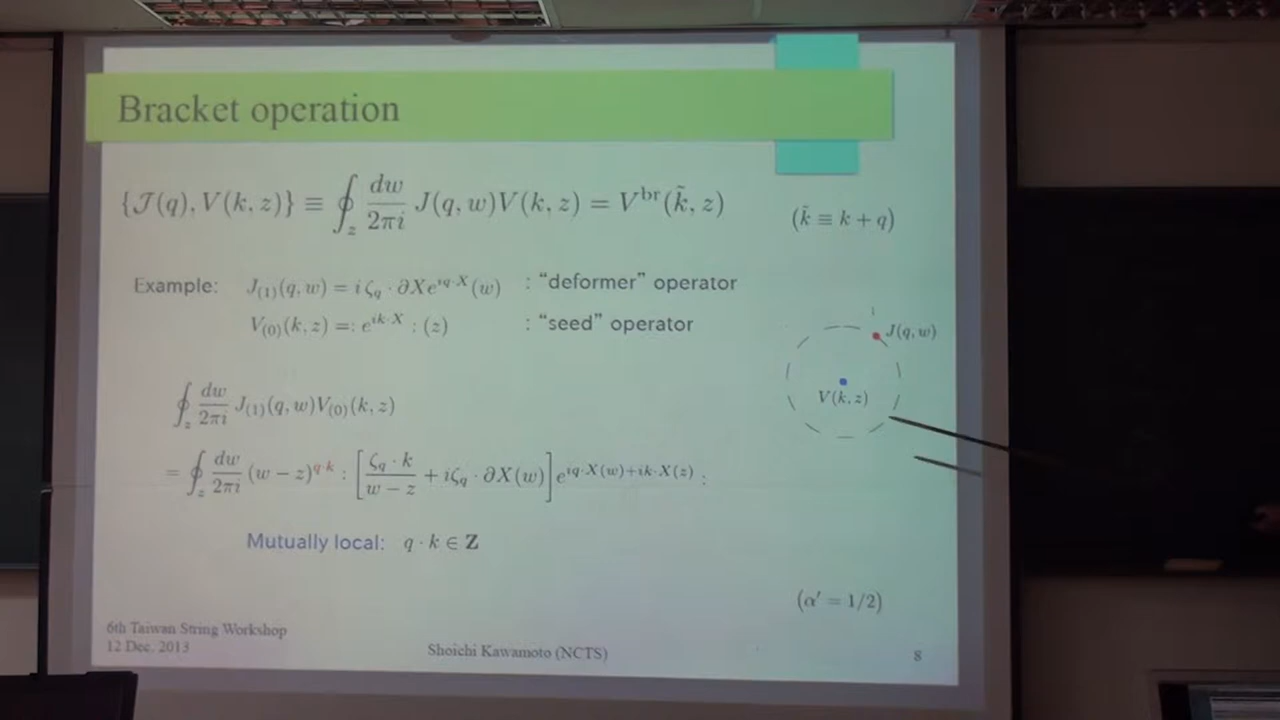 Bracket operation
{𝒥(q), V(k, z)} ≡ ∮_z dw/2πi J(q, w)V(k, z) = V^br(k̃, z)    (k̃ ≡ k + q)
Example: J_(1)(q, w) = i ζ_q · ∂X e^{iq·X}(w) : “deformer” operator
V_(0)(k, z) =: e^{ik·X} : (z) : “seed” operator
J(q, w)
V(k, z)
∮_z dw/2πi J_(1)(q, w)V_(0)(k, z)
= ∮_z dw/2πi (w − z)^{q·k} : [ζ_q · k/(w − z) + iζ_q · ∂X(w)] e^{iq·X(w)+ik·X(z)} :
Mutually local: q · k ∈ Z
(α′ = 1/2)
6th Taiwan String Workshop
12 Dec. 2013
Shoichi Kawamoto (NCTS)
8